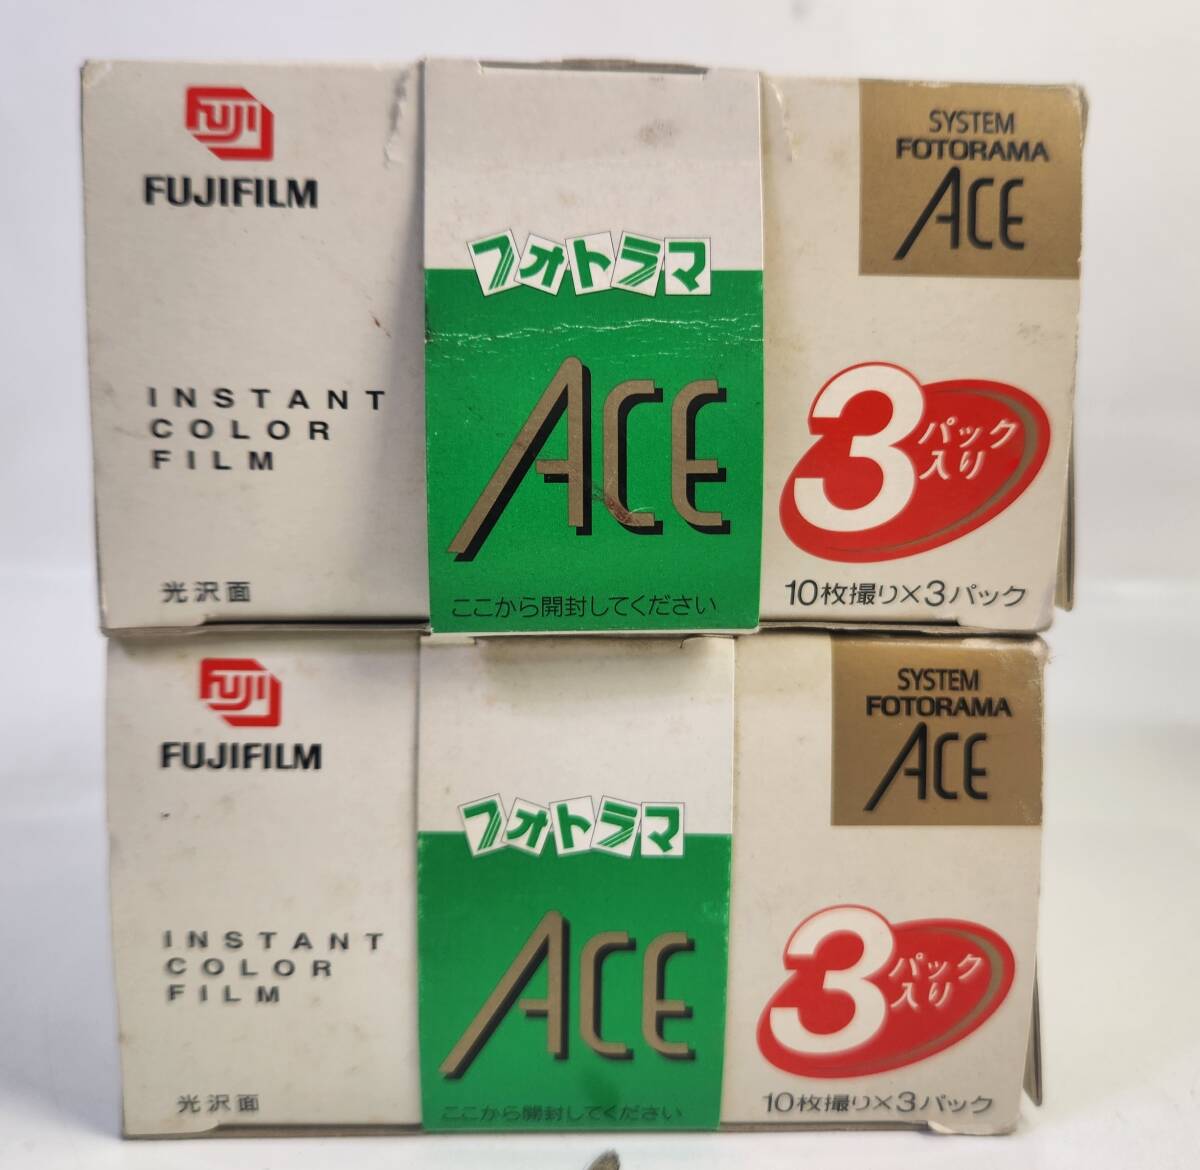 FUJI
FUJIFILM
INSTANT
COLOR
FILM
光沢面
フォトラマ
ACE
ここから開封してください
SYSTEM
FOTORAMA
ACE
3パック
入り
10枚撮り×3パック
FUJI
FUJIFILM
INSTANT
COLOR
FILM
光沢面
フォトラマ
ACE
ここから開封してください
SYSTEM
FOTORAMA
ACE
3パック
入り
10枚撮り×3パック